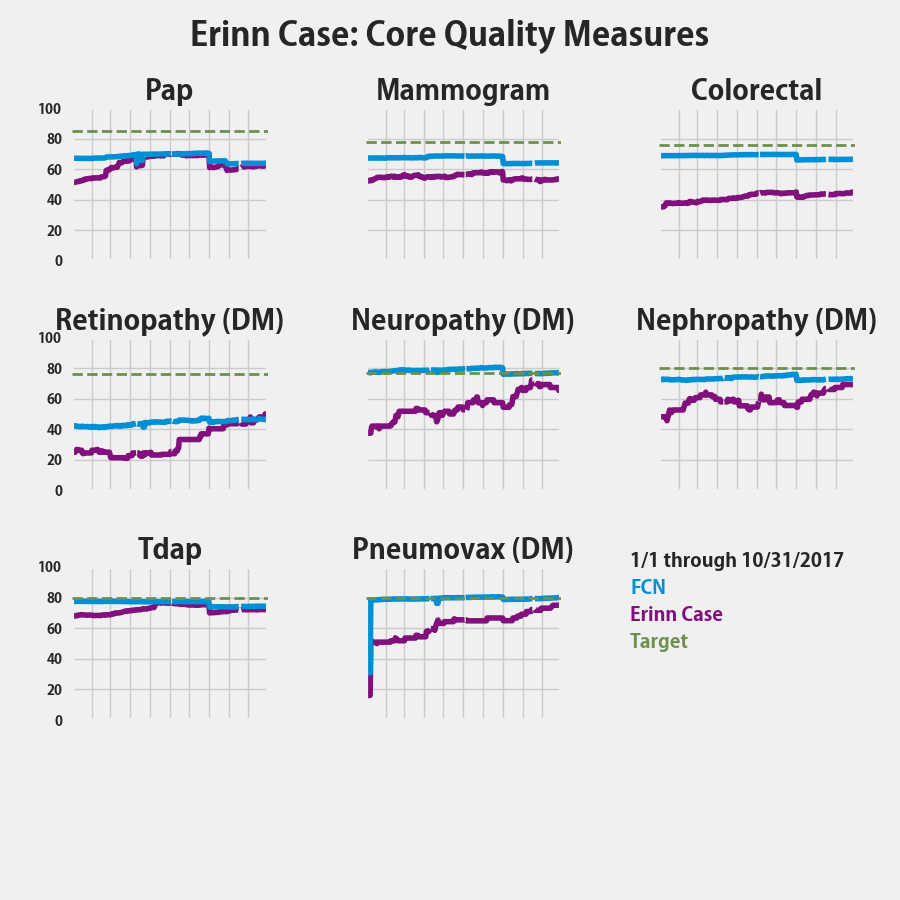 Erinn Case: Core Quality Measures
Pap
Mammogram
Colorectal
100
80
60
40
20
0
Retinopathy (DM)
Neuropathy (DM)
Nephropathy (DM)
100
80
60
40
20
0
Tdap
Pneumovax (DM)
100
80
60
40
20
0
1/1 through 10/31/2017
FCN
Erinn Case
Target